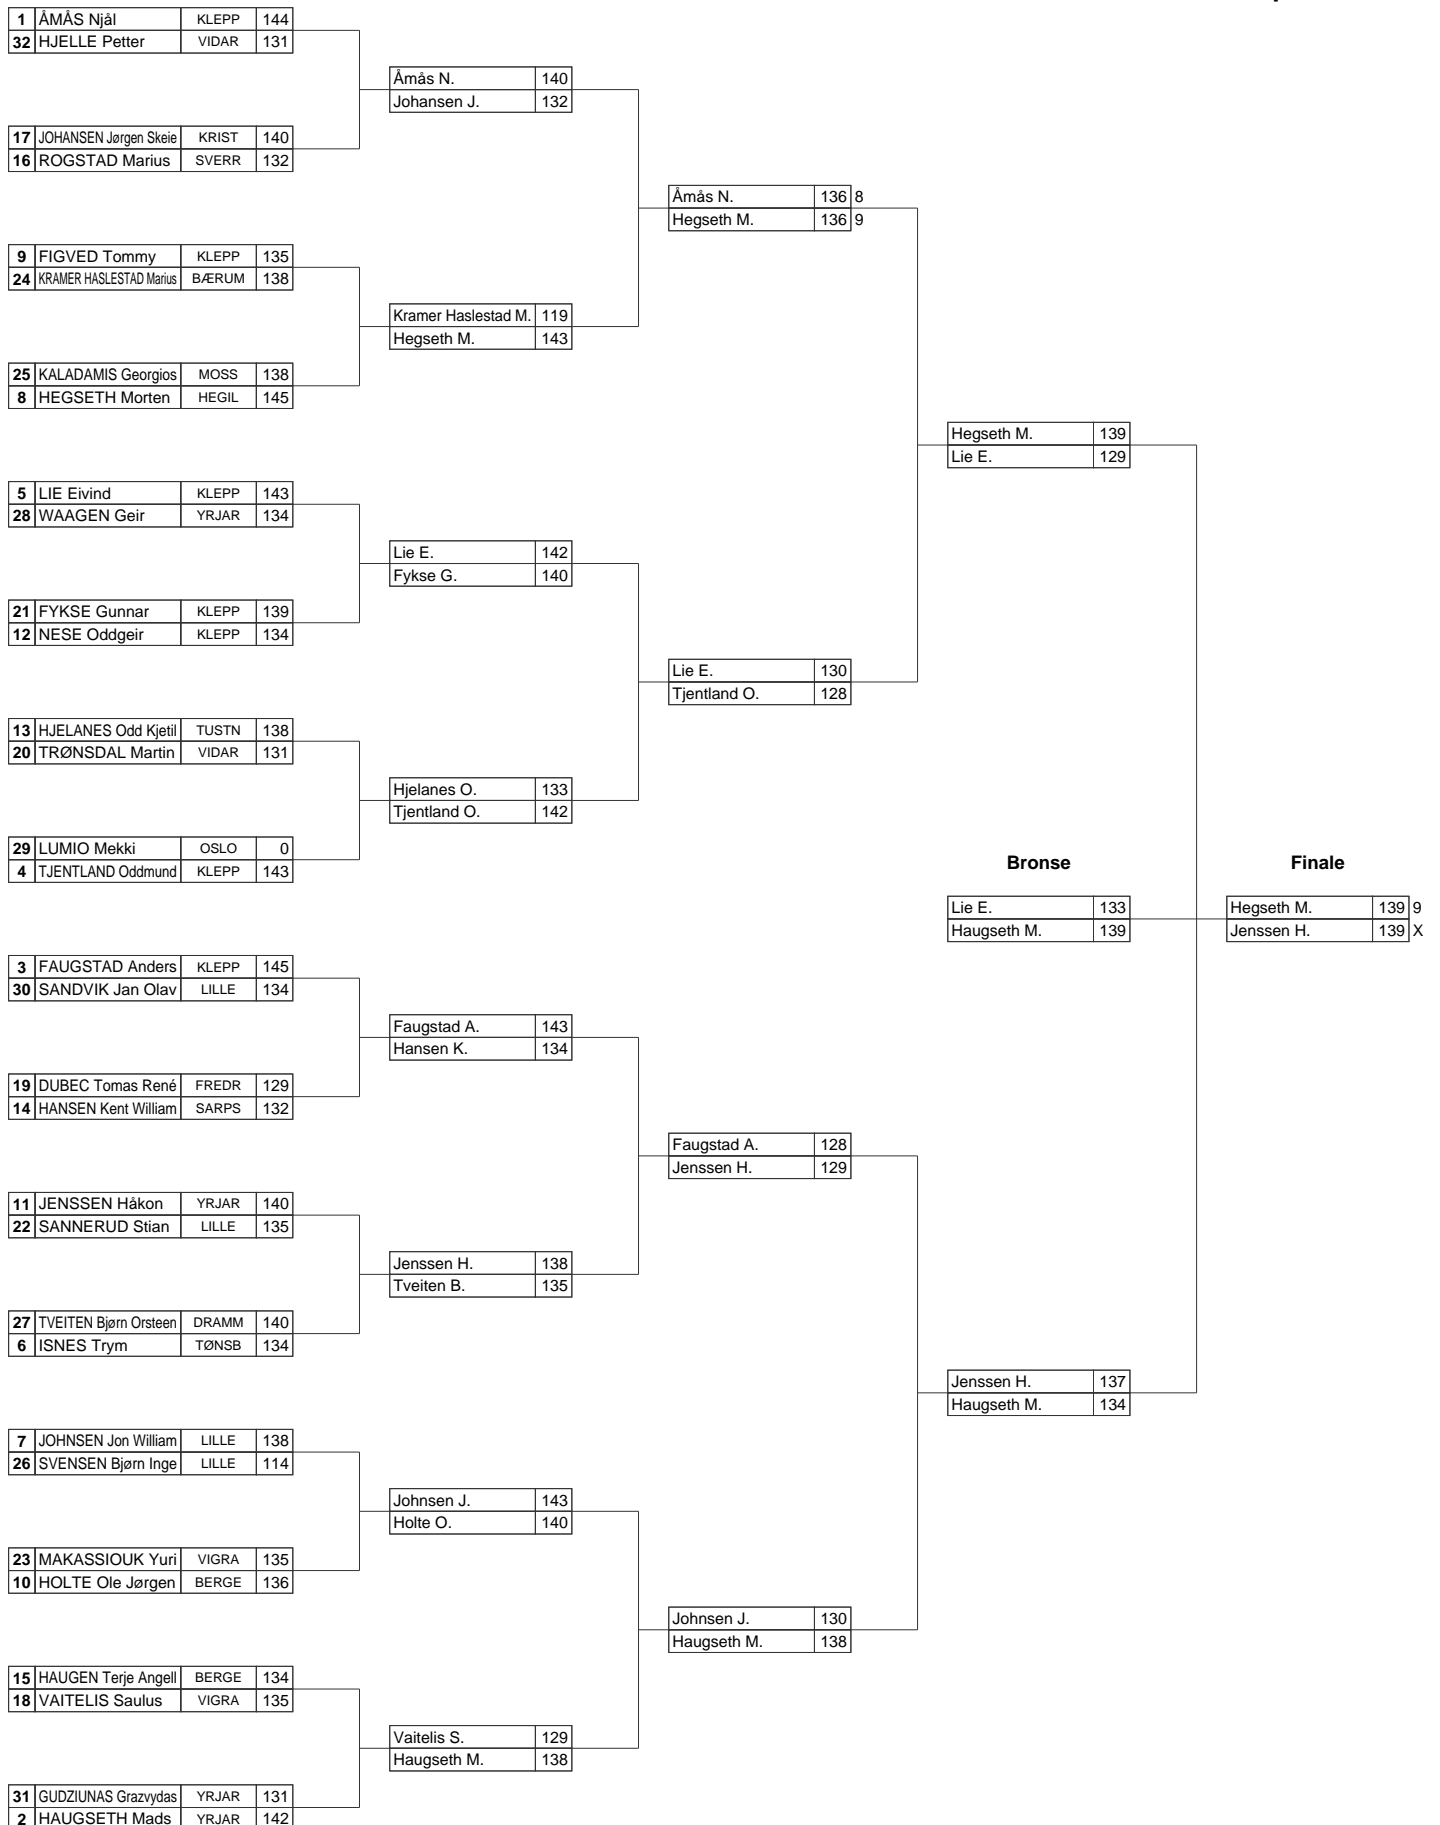 1 ÅMÅS Njål KLEPP 144
32 HJELLE Petter VIDAR 131
Åmås N. 140
Johansen J. 132
17 JOHANSEN Jørgen Skeie KRIST 140
16 ROGSTAD Marius SVERR 132
Åmås N. 136 8
Hegseth M. 136 9
9 FIGVED Tommy KLEPP 135
24 KRAMER HASLESTAD Marius BÆRUM 138
Kramer Haslestad M. 119
Hegseth M. 143
25 KALADAMIS Georgios MOSS 138
8 HEGSETH Morten HEGIL 145
Hegseth M. 139
Lie E. 129
5 LIE Eivind KLEPP 143
28 WAAGEN Geir YRJAR 134
Lie E. 142
Fykse G. 140
21 FYKSE Gunnar KLEPP 139
12 NESE Oddgeir KLEPP 134
Lie E. 130
Tjentland O. 128
13 HJELANES Odd Kjetil TUSTN 138
20 TRØNSDAL Martin VIDAR 131
Hjelanes O. 133
Tjentland O. 142
29 LUMIO Mekki OSLO 0
4 TJENTLAND Oddmund KLEPP 143
Bronse Finale
Lie E. 133 Hegseth M. 139 9
Haugseth M. 139 Jenssen H. 139 X
3 FAUGSTAD Anders KLEPP 145
30 SANDVIK Jan Olav LILLE 134
Faugstad A. 143
Hansen K. 134
19 DUBEC Tomas René FREDR 129
14 HANSEN Kent William SARPS 132
Faugstad A. 128
Jenssen H. 129
11 JENSSEN Håkon YRJAR 140
22 SANNERUD Stian LILLE 135
Jenssen H. 138
Tveiten B. 135
27 TVEITEN Bjørn Orsteen DRAMM 140
6 ISNES Trym TØNSB 134
Jenssen H. 137
Haugseth M. 134
7 JOHNSEN Jon William LILLE 138
26 SVENSEN Bjørn Inge LILLE 114
Johnsen J. 143
Holte O. 140
23 MAKASSIOUK Yuri VIGRA 135
10 HOLTE Ole Jørgen BERGE 136
Johnsen J. 130
Haugseth M. 138
15 HAUGEN Terje Angell BERGE 134
18 VAITELIS Saulus VIGRA 135
Vaitelis S. 129
Haugseth M. 138
31 GUDZIUNAS Grazvydas YRJAR 131
2 HAUGSETH Mads YRJAR 142